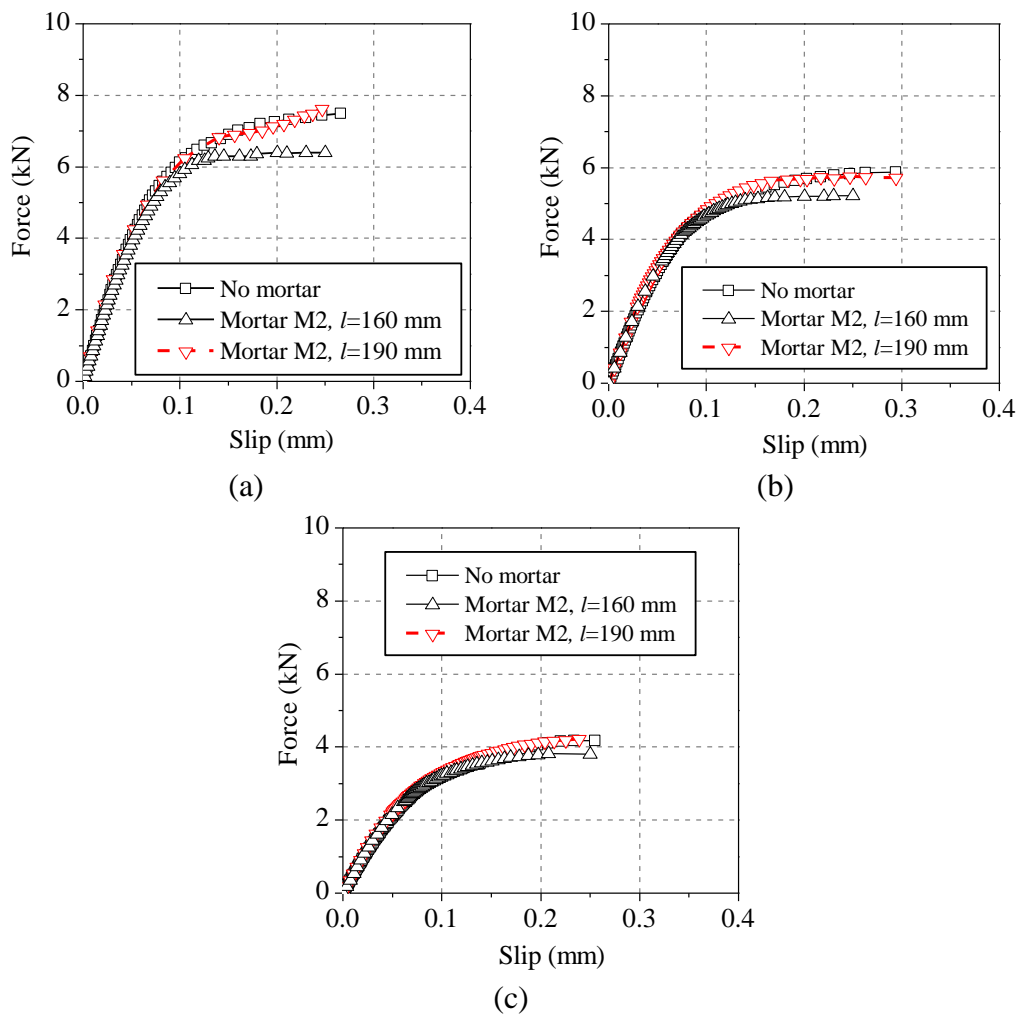 10
8
6
4
2
0
Force (kN)
No mortar
Mortar M2, l=160 mm
Mortar M2, l=190 mm
0.0 0.1 0.2 0.3 0.4
Slip (mm)
(a)
10
8
6
4
2
0
Force (kN)
No mortar
Mortar M2, l=160 mm
Mortar M2, l=190 mm
0.0 0.1 0.2 0.3 0.4
Slip (mm)
(b)
10
8
6
4
2
0
Force (kN)
No mortar
Mortar M2, l=160 mm
Mortar M2, l=190 mm
0.0 0.1 0.2 0.3 0.4
Slip (mm)
(c)